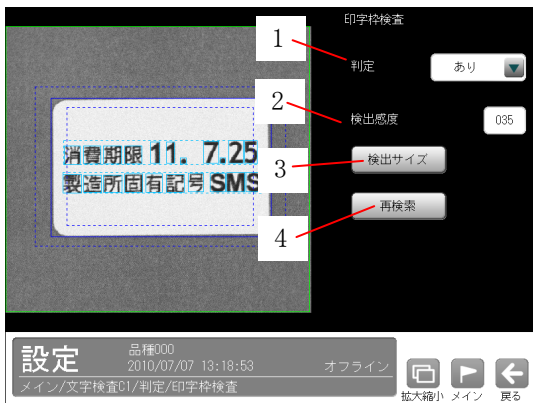 印字枠検査
1
判定
あり
2
検出感度
035
3
検出サイズ
4
再検索
消費期限 11. 7.25
製造所固有記号 SMS
設定
品種000
2010/07/07 13:18:53
オフライン
メイン/文字検査C1/判定/印字枠検査
拡大縮小
メイン
戻る